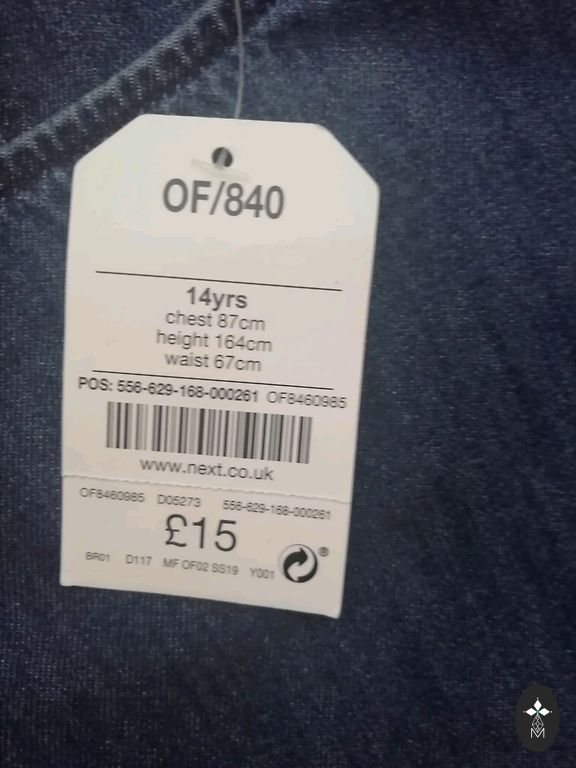 OF/840
14yrs
chest 87cm
height 164cm
waist 67cm
POS: 556-629-168-000261 OF8460985
www.next.co.uk
OF8460985 D05273 556-629-168-000261
£15
BR01 D117 MF OF02 SS19 Y001 ®
M